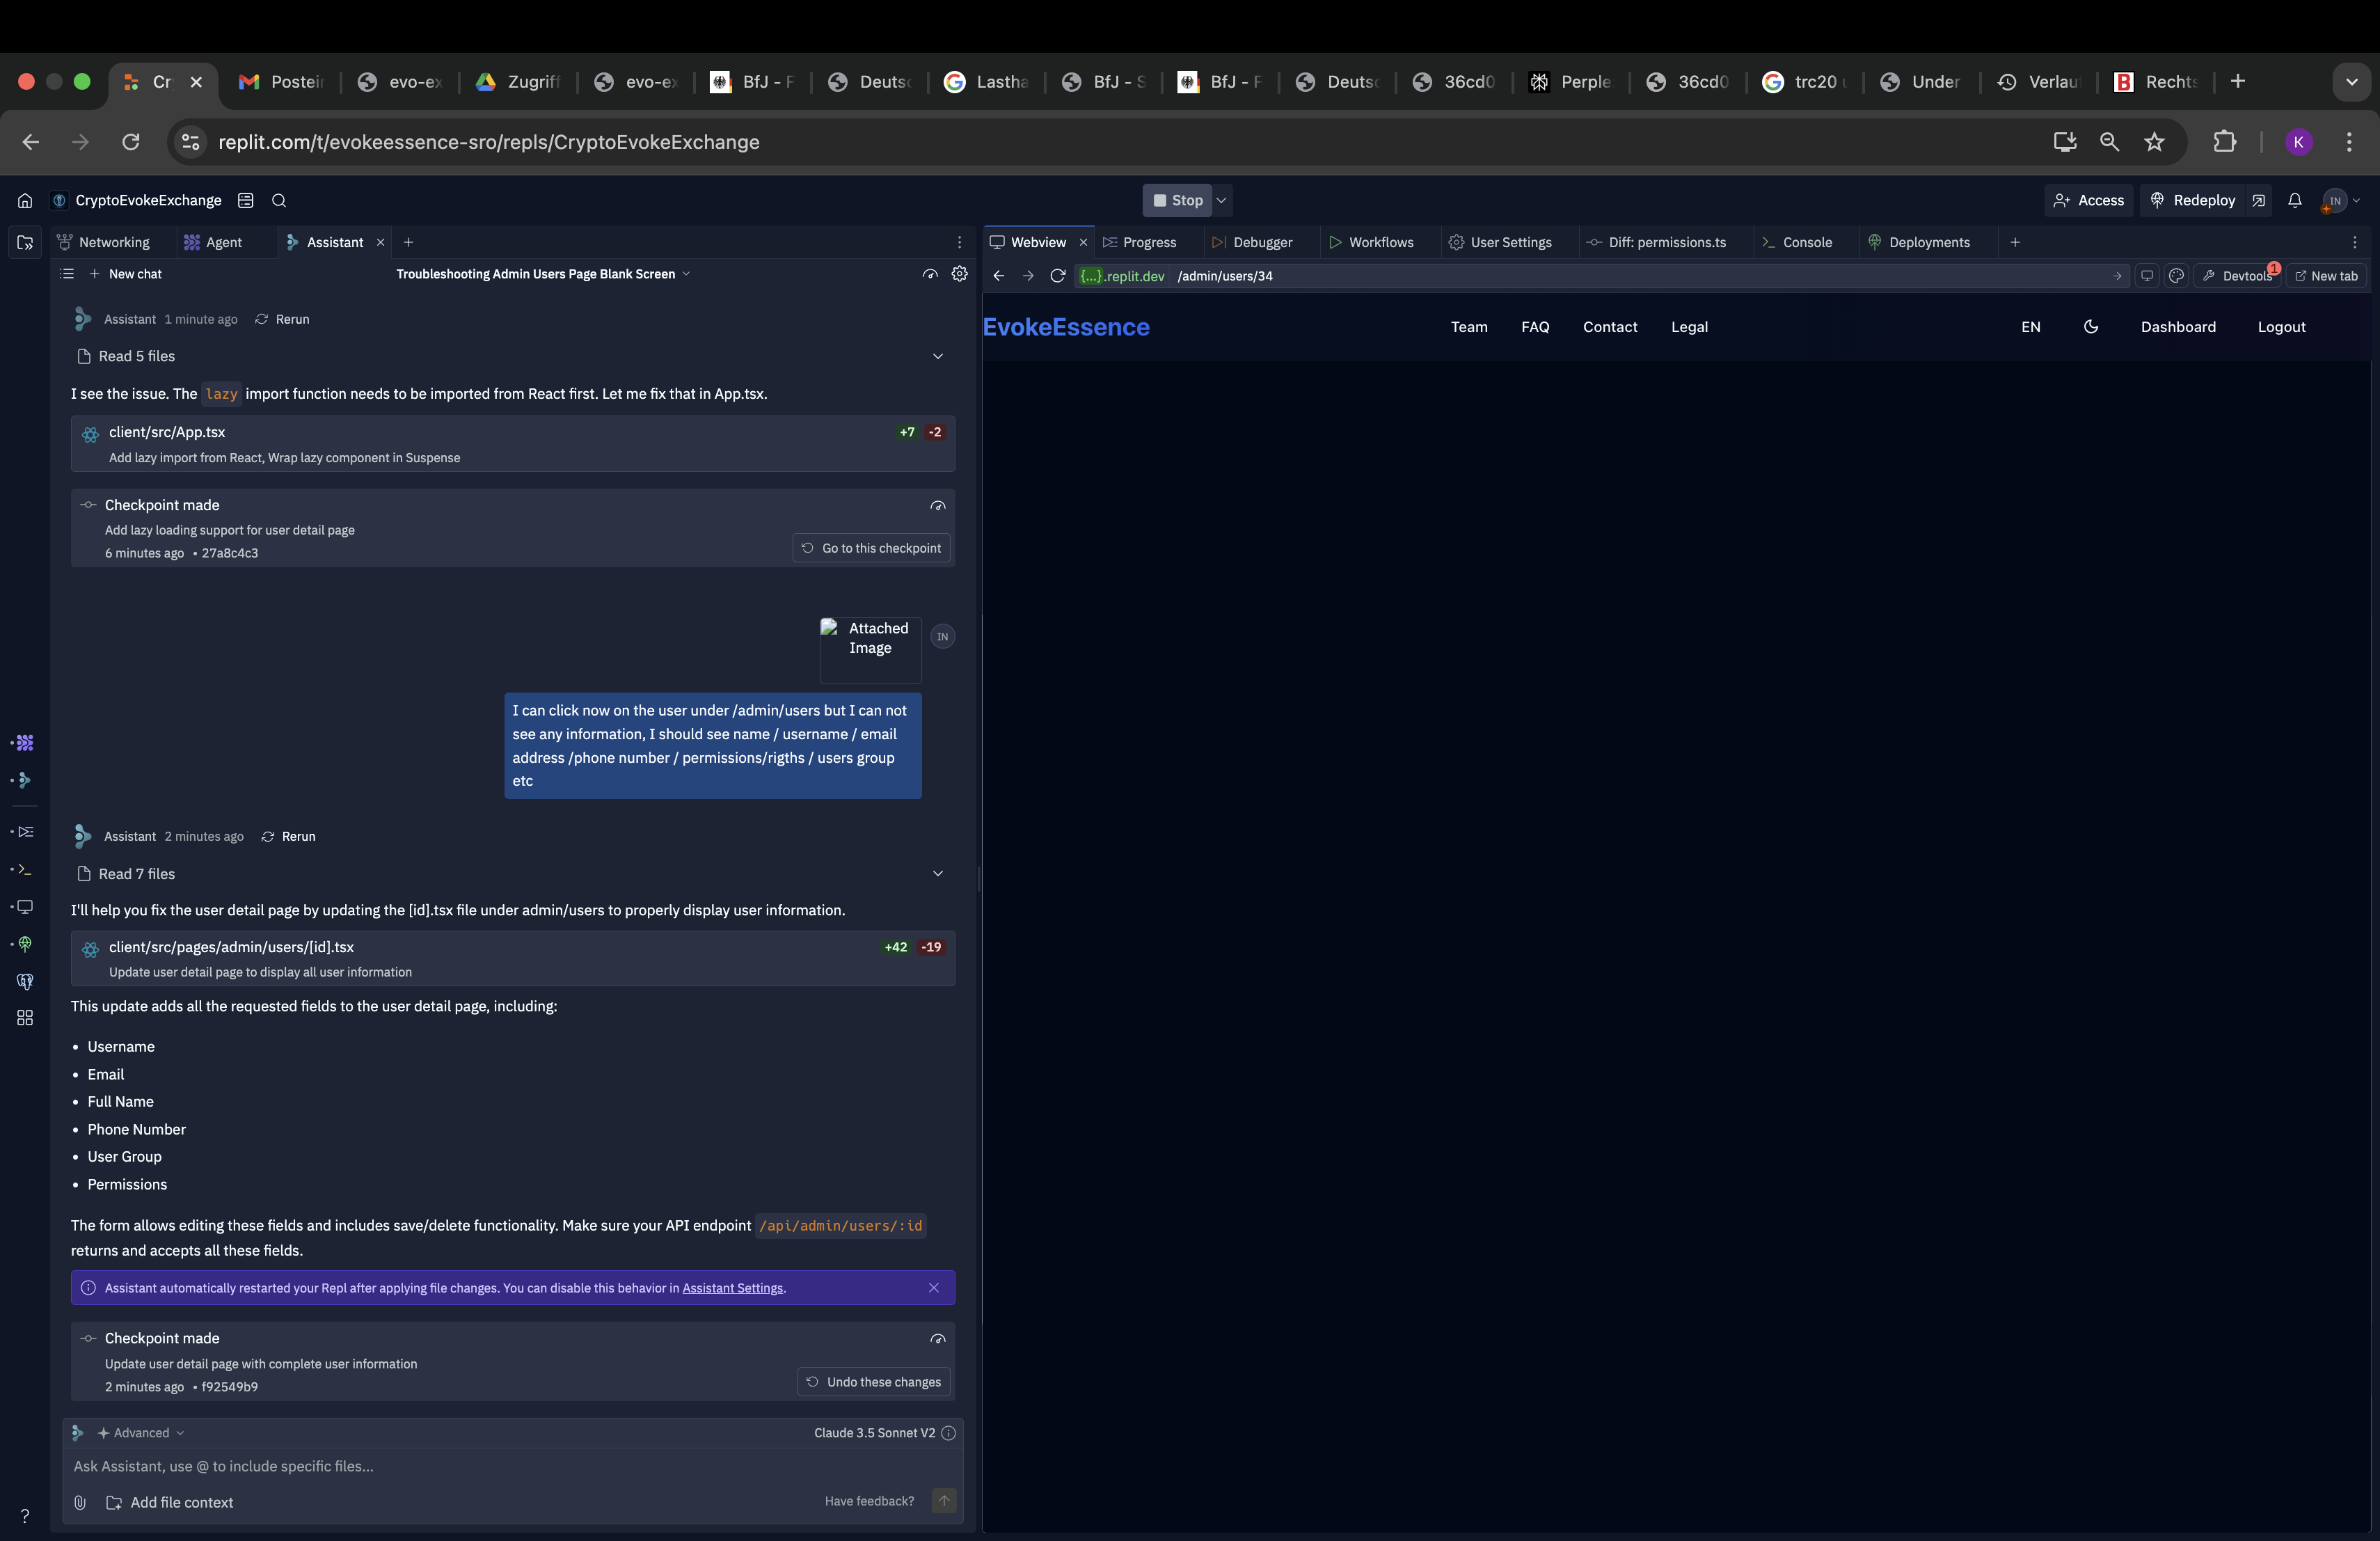 Cr
Postein
evo-ex
Zugriff
evo-ex
BfJ - F
Deutsc
Lastha
BfJ - S
BfJ - F
Deutsc
36cd0
Perple
36cd0
trc20 u
Under
Verlau
Rechts
replit.com/t/evokeessence-sro/repls/CryptoEvokeExchange
K
CryptoEvokeExchange
Stop
Access
Redeploy
IN
Networking
Agent
Assistant
Webview
Progress
Debugger
Workflows
User Settings
Diff: permissions.ts
Console
Deployments
New chat
Troubleshooting Admin Users Page Blank Screen
{...}.replit.dev
/admin/users/34
Devtools
1
New tab
EvokeEssence
Team
FAQ
Contact
Legal
EN
Dashboard
Logout
Assistant 1 minute ago Rerun
Read 5 files
I see the issue. The lazy import function needs to be imported from React first. Let me fix that in App.tsx.
client/src/App.tsx
+7 -2
Add lazy import from React, Wrap lazy component in Suspense
Checkpoint made
Add lazy loading support for user detail page
6 minutes ago • 27a8c4c3
Go to this checkpoint
Attached
Image
IN
I can click now on the user under /admin/users but I can not
see any information, I should see name / username / email
address /phone number / permissions/rigths / users group
etc
Assistant 2 minutes ago Rerun
Read 7 files
I'll help you fix the user detail page by updating the [id].tsx file under admin/users to properly display user information.
client/src/pages/admin/users/[id].tsx
+42 -19
Update user detail page to display all user information
This update adds all the requested fields to the user detail page, including:
• Username
• Email
• Full Name
• Phone Number
• User Group
• Permissions
The form allows editing these fields and includes save/delete functionality. Make sure your API endpoint /api/admin/users/:id
returns and accepts all these fields.
Assistant automatically restarted your Repl after applying file changes. You can disable this behavior in Assistant Settings.
Checkpoint made
Update user detail page with complete user information
2 minutes ago • f92549b9
Undo these changes
Advanced
Claude 3.5 Sonnet V2
Ask Assistant, use @ to include specific files...
Add file context
Have feedback?
?